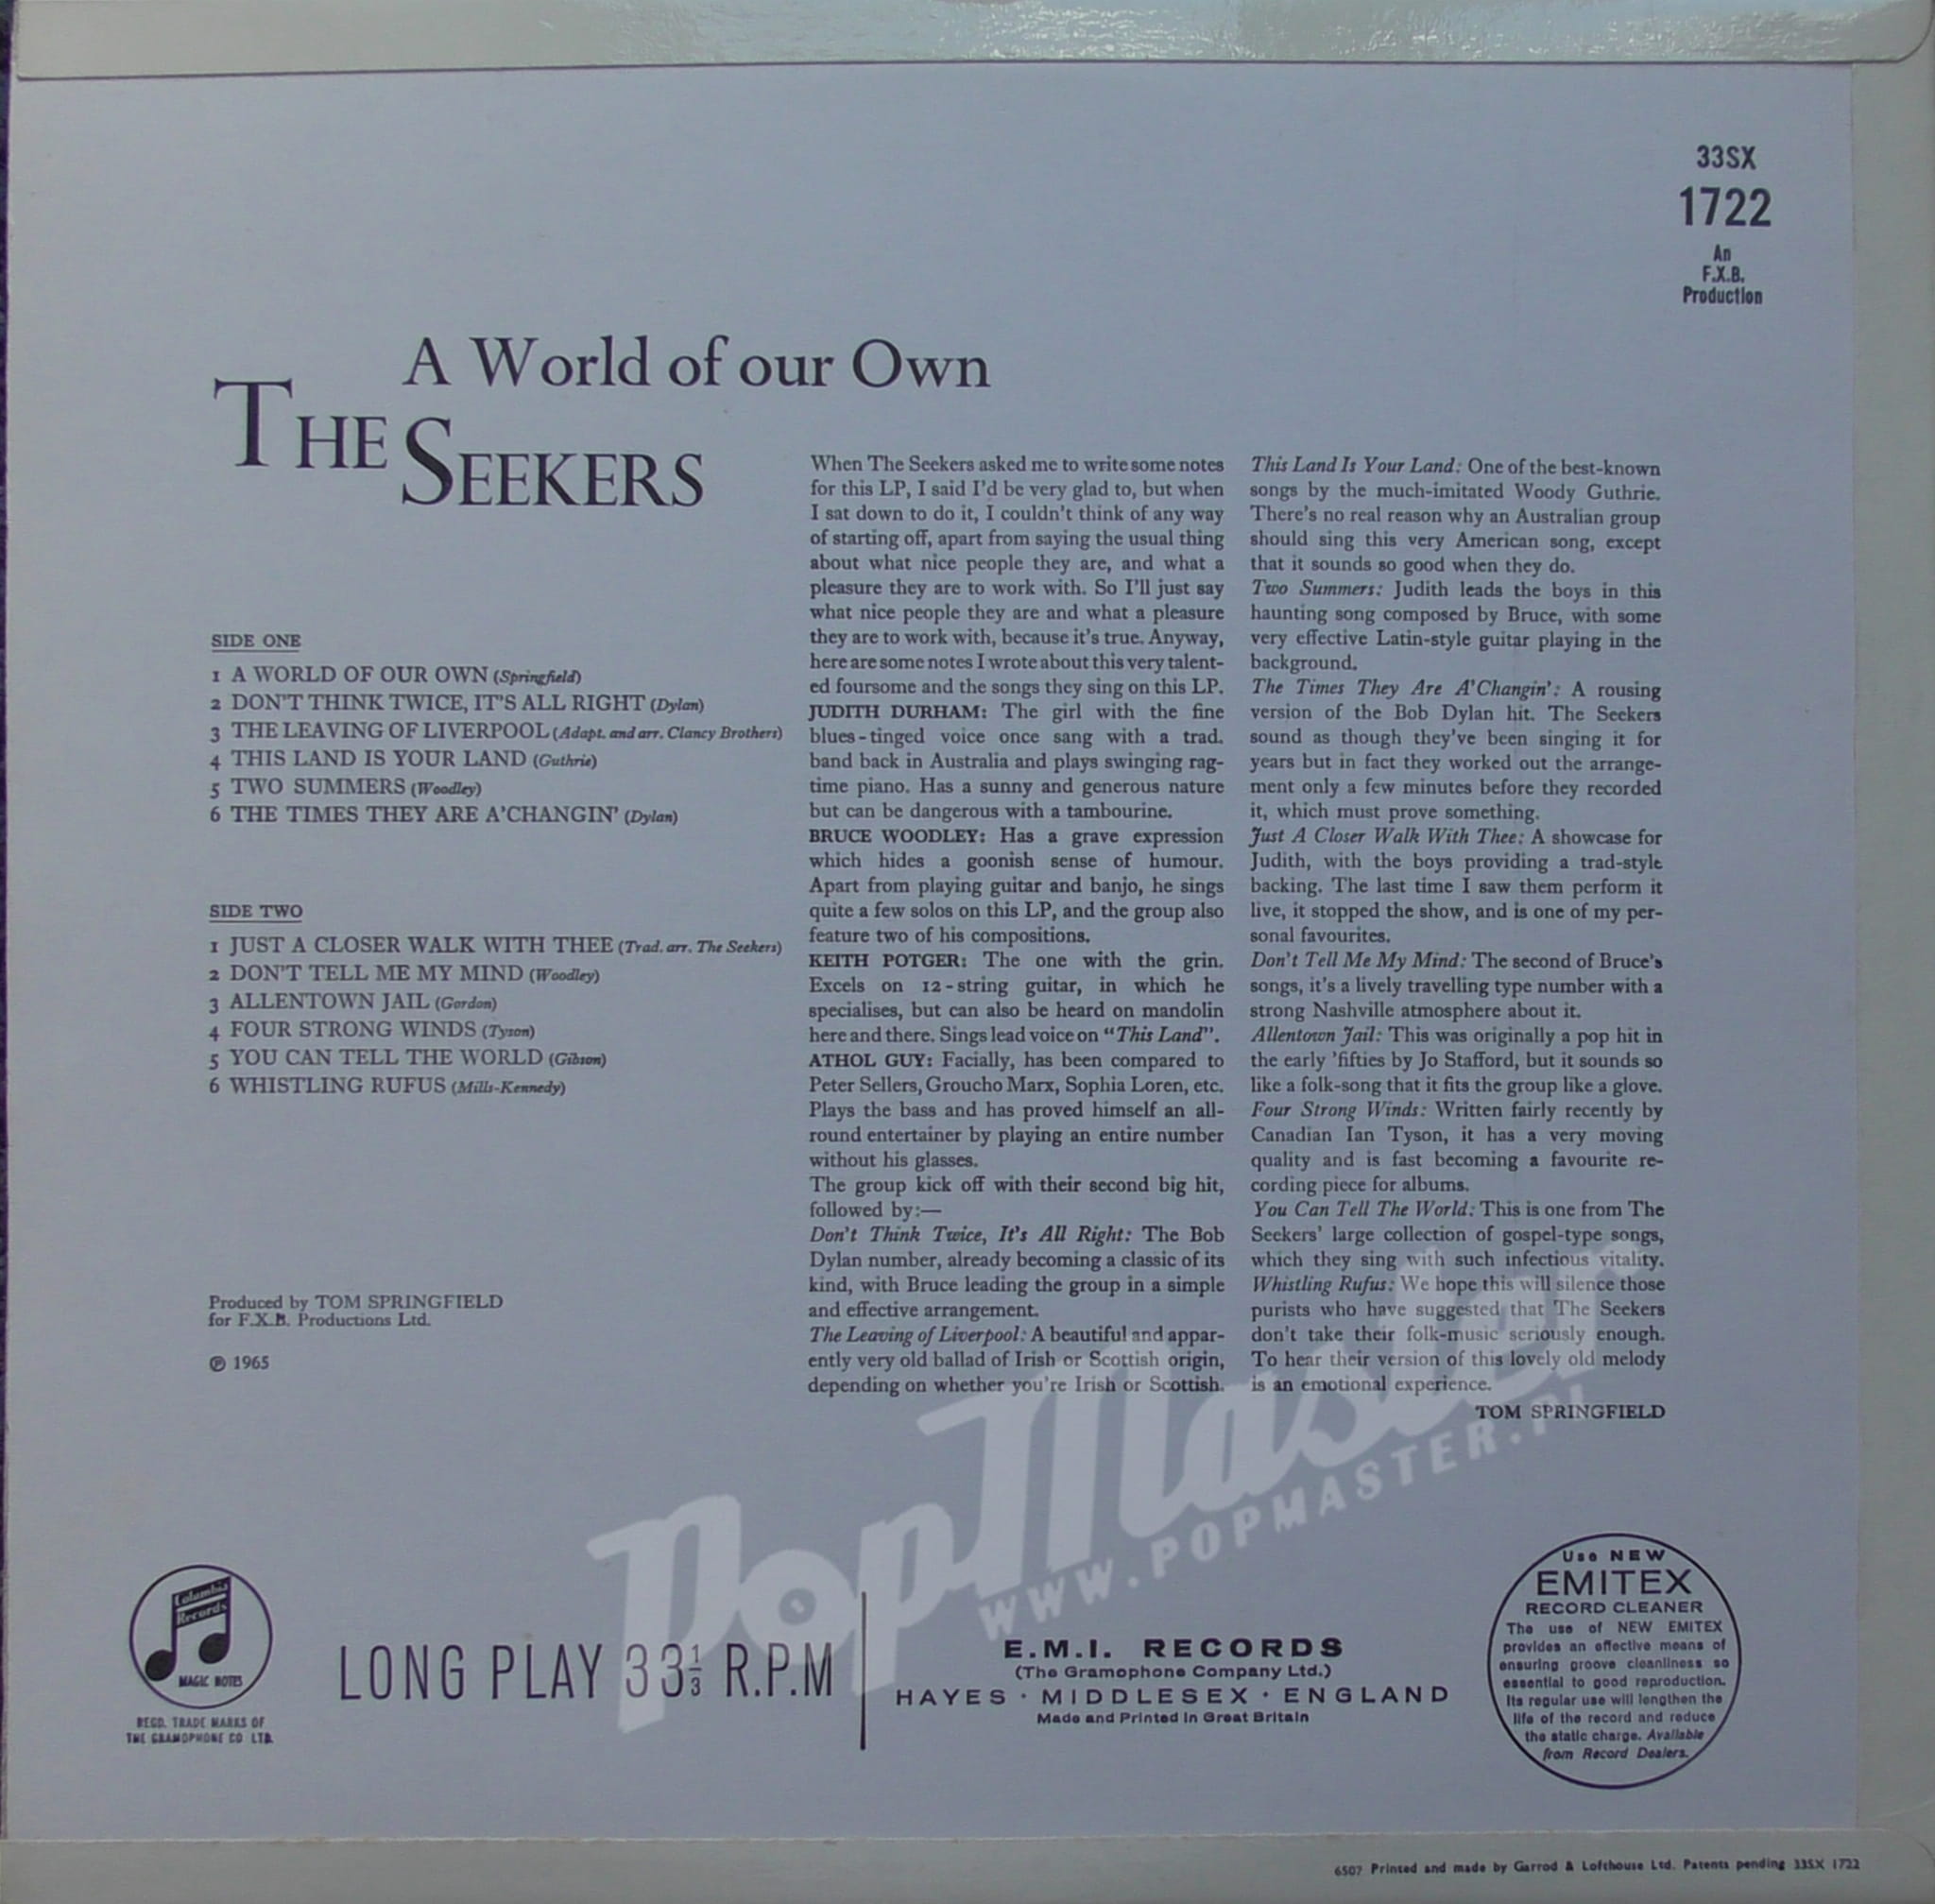 33SX
1722
An
F.X.B.
Production
A World of our Own
THE SEEKERS
SIDE ONE
1 A WORLD OF OUR OWN (Springfield)
2 DON'T THINK TWICE, IT'S ALL RIGHT (Dylan)
3 THE LEAVING OF LIVERPOOL (Adapt. and arr. Clancy Brothers)
4 THIS LAND IS YOUR LAND (Guthrie)
5 TWO SUMMERS (Woodley)
6 THE TIMES THEY ARE A'CHANGIN' (Dylan)
SIDE TWO
1 JUST A CLOSER WALK WITH THEE (Trad. arr. The Seekers)
2 DON'T TELL ME MY MIND (Woodley)
3 ALLENTOWN JAIL (Gordon)
4 FOUR STRONG WINDS (Tyson)
5 YOU CAN TELL THE WORLD (Gibson)
6 WHISTLING RUFUS (Mills-Kennedy)
Produced by TOM SPRINGFIELD
for F.X.B. Productions Ltd.
℗ 1965
When The Seekers asked me to write some notes
for this LP, I said I'd be very glad to, but when
I sat down to do it, I couldn't think of any way
of starting off, apart from saying the usual thing
about what nice people they are, and what a
pleasure they are to work with. So I'll just say
what nice people they are and what a pleasure
they are to work with, because it's true. Anyway,
here are some notes I wrote about this very talent-
ed foursome and the songs they sing on this LP.
JUDITH DURHAM: The girl with the fine
blues-tinged voice once sang with a trad.
band back in Australia and plays swinging rag-
time piano. Has a sunny and generous nature
but can be dangerous with a tambourine.
BRUCE WOODLEY: Has a grave expression
which hides a goonish sense of humour.
Apart from playing guitar and banjo, he sings
quite a few solos on this LP, and the group also
feature two of his compositions.
KEITH POTGER: The one with the grin.
Excels on 12-string guitar, in which he
specialises, but can also be heard on mandolin
here and there. Sings lead voice on "This Land".
ATHOL GUY: Facially, has been compared to
Peter Sellers, Groucho Marx, Sophia Loren, etc.
Plays the bass and has proved himself an all-
round entertainer by playing an entire number
without his glasses.
The group kick off with their second big hit,
followed by:—
Don't Think Twice, It's All Right: The Bob
Dylan number, already becoming a classic of its
kind, with Bruce leading the group in a simple
and effective arrangement.
The Leaving of Liverpool: A beautiful and appar-
ently very old ballad of Irish or Scottish origin,
depending on whether you're Irish or Scottish.
This Land Is Your Land: One of the best-known
songs by the much-imitated Woody Guthrie.
There's no real reason why an Australian group
should sing this very American song, except
that it sounds so good when they do.
Two Summers: Judith leads the boys in this
haunting song composed by Bruce, with some
very effective Latin-style guitar playing in the
background.
The Times They Are A'Changin': A rousing
version of the Bob Dylan hit. The Seekers
sound as though they've been singing it for
years but in fact they worked out the arrange-
ment only a few minutes before they recorded
it, which must prove something.
Just A Closer Walk With Thee: A showcase for
Judith, with the boys providing a trad-style
backing. The last time I saw them perform it
live, it stopped the show, and is one of my per-
sonal favourites.
Don't Tell Me My Mind: The second of Bruce's
songs, it's a lively travelling type number with a
strong Nashville atmosphere about it.
Allentown Jail: This was originally a pop hit in
the early 'fifties by Jo Stafford, but it sounds so
like a folk-song that it fits the group like a glove.
Four Strong Winds: Written fairly recently by
Canadian Ian Tyson, it has a very moving
quality and is fast becoming a favourite re-
cording piece for albums.
You Can Tell The World: This is one from The
Seekers' large collection of gospel-type songs,
which they sing with such infectious vitality.
Whistling Rufus: We hope this will silence those
purists who have suggested that The Seekers
don't take their folk-music seriously enough.
To hear their version of this lovely old melody
is an emotional experience.
TOM SPRINGFIELD
PopMaster
WWW.POPMASTER.PL
Columbia
Records
MAGIC NOTES
REGD. TRADE MARKS OF
THE GRAMOPHONE CO LTD.
LONG PLAY 33⅓ R.P.M
E.M.I. RECORDS
(The Gramophone Company Ltd.)
HAYES · MIDDLESEX · ENGLAND
Made and Printed in Great Britain
Use NEW
EMITEX
RECORD CLEANER
The use of NEW EMITEX
provides an effective means of
ensuring groove cleanliness so
essential to good reproduction.
Its regular use will lengthen the
life of the record and reduce
the static charge. Available
from Record Dealers.
6507 Printed and made by Garrod & Lofthouse Ltd. Patents pending 33SX 1722